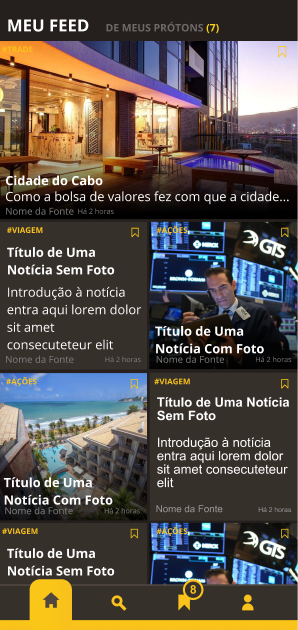 MEU FEED
DE MEUS PRÓTONS (7)
#TRADE
Cidade do Cabo
Como a bolsa de valores fez com que a cidade...
Nome da Fonte Há 2 horas
#VIAGEM
Título de Uma
Notícia Sem Foto
Introdução à notícia
entra aqui lorem dolor
sit amet
consecuteteur elit
Nome da Fonte Há 2 horas
#AÇÕES
GTS
Título de Uma
Notícia Com Foto
Nome da Fonte Há 2 horas
#AÇÕES
Título de Uma
Notícia Com Foto
Nome da Fonte Há 2 horas
#VIAGEM
Título de Uma Notícia
Sem Foto
Introdução à notícia
entra aqui lorem dolor
sit amet consecuteteur
elit
Nome da Fonte Há 2 horas
#VIAGEM
Título de Uma
Notícia Sem Foto
#AÇÕES
GTS
8